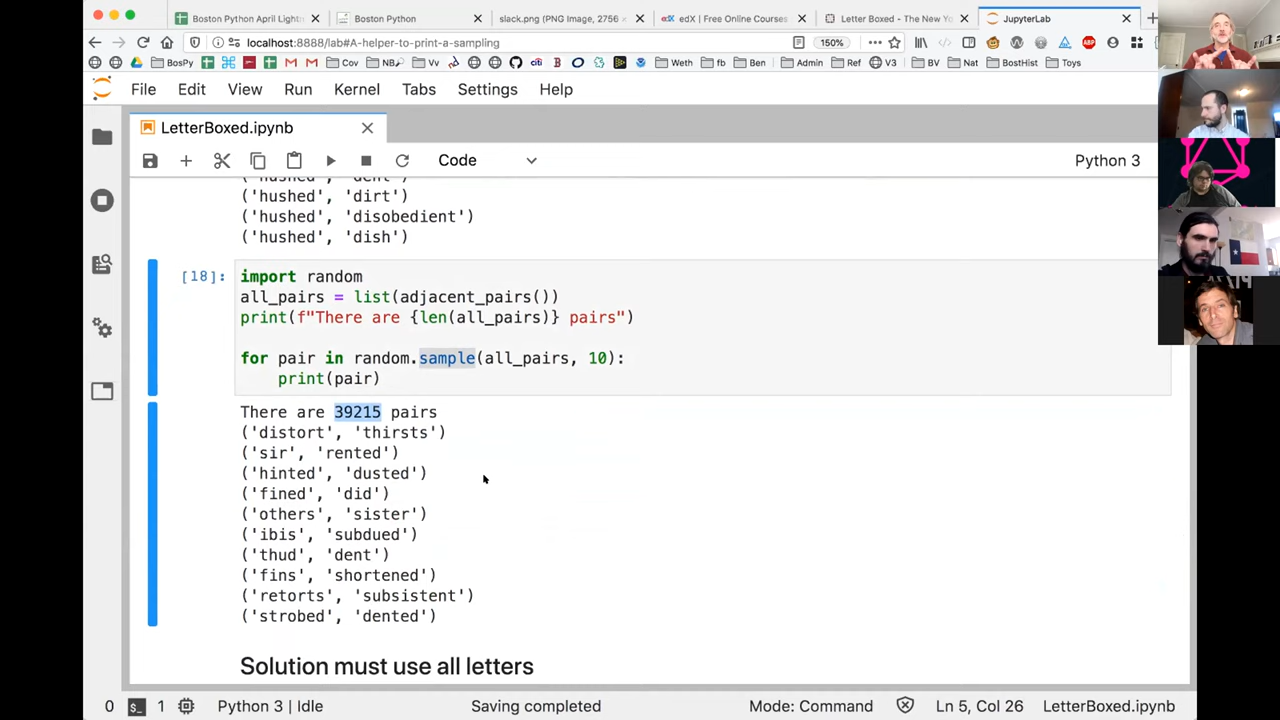 Boston Python April Lightn
Boston Python
slack.png (PNG Image, 2756
edX | Free Online Courses
Letter Boxed - The New Yo
JupyterLab
localhost:8888/lab#A-helper-to-print-a-sampling
150%
ABP
BosPy
Cov
NB
Vv
Weth
fb
Ben
Admin
Ref
V3
BV
Nat
BostHist
Toys
File Edit View Run Kernel Tabs Settings Help
LetterBoxed.ipynb
Code
Python 3
('hushed', 'dent')
('hushed', 'dirt')
('hushed', 'disobedient')
('hushed', 'dish')
[18]:
import random
all_pairs = list(adjacent_pairs())
print(f"There are {len(all_pairs)} pairs")
for pair in random.sample(all_pairs, 10):
print(pair)
There are 39215 pairs
('distort', 'thirsts')
('sir', 'rented')
('hinted', 'dusted')
('fined', 'did')
('others', 'sister')
('ibis', 'subdued')
('thud', 'dent')
('fins', 'shortened')
('retorts', 'subsistent')
('strobed', 'dented')
Solution must use all letters
0 $_ 1 Python 3 | Idle Saving completed Mode: Command Ln 5, Col 26 LetterBoxed.ipynb